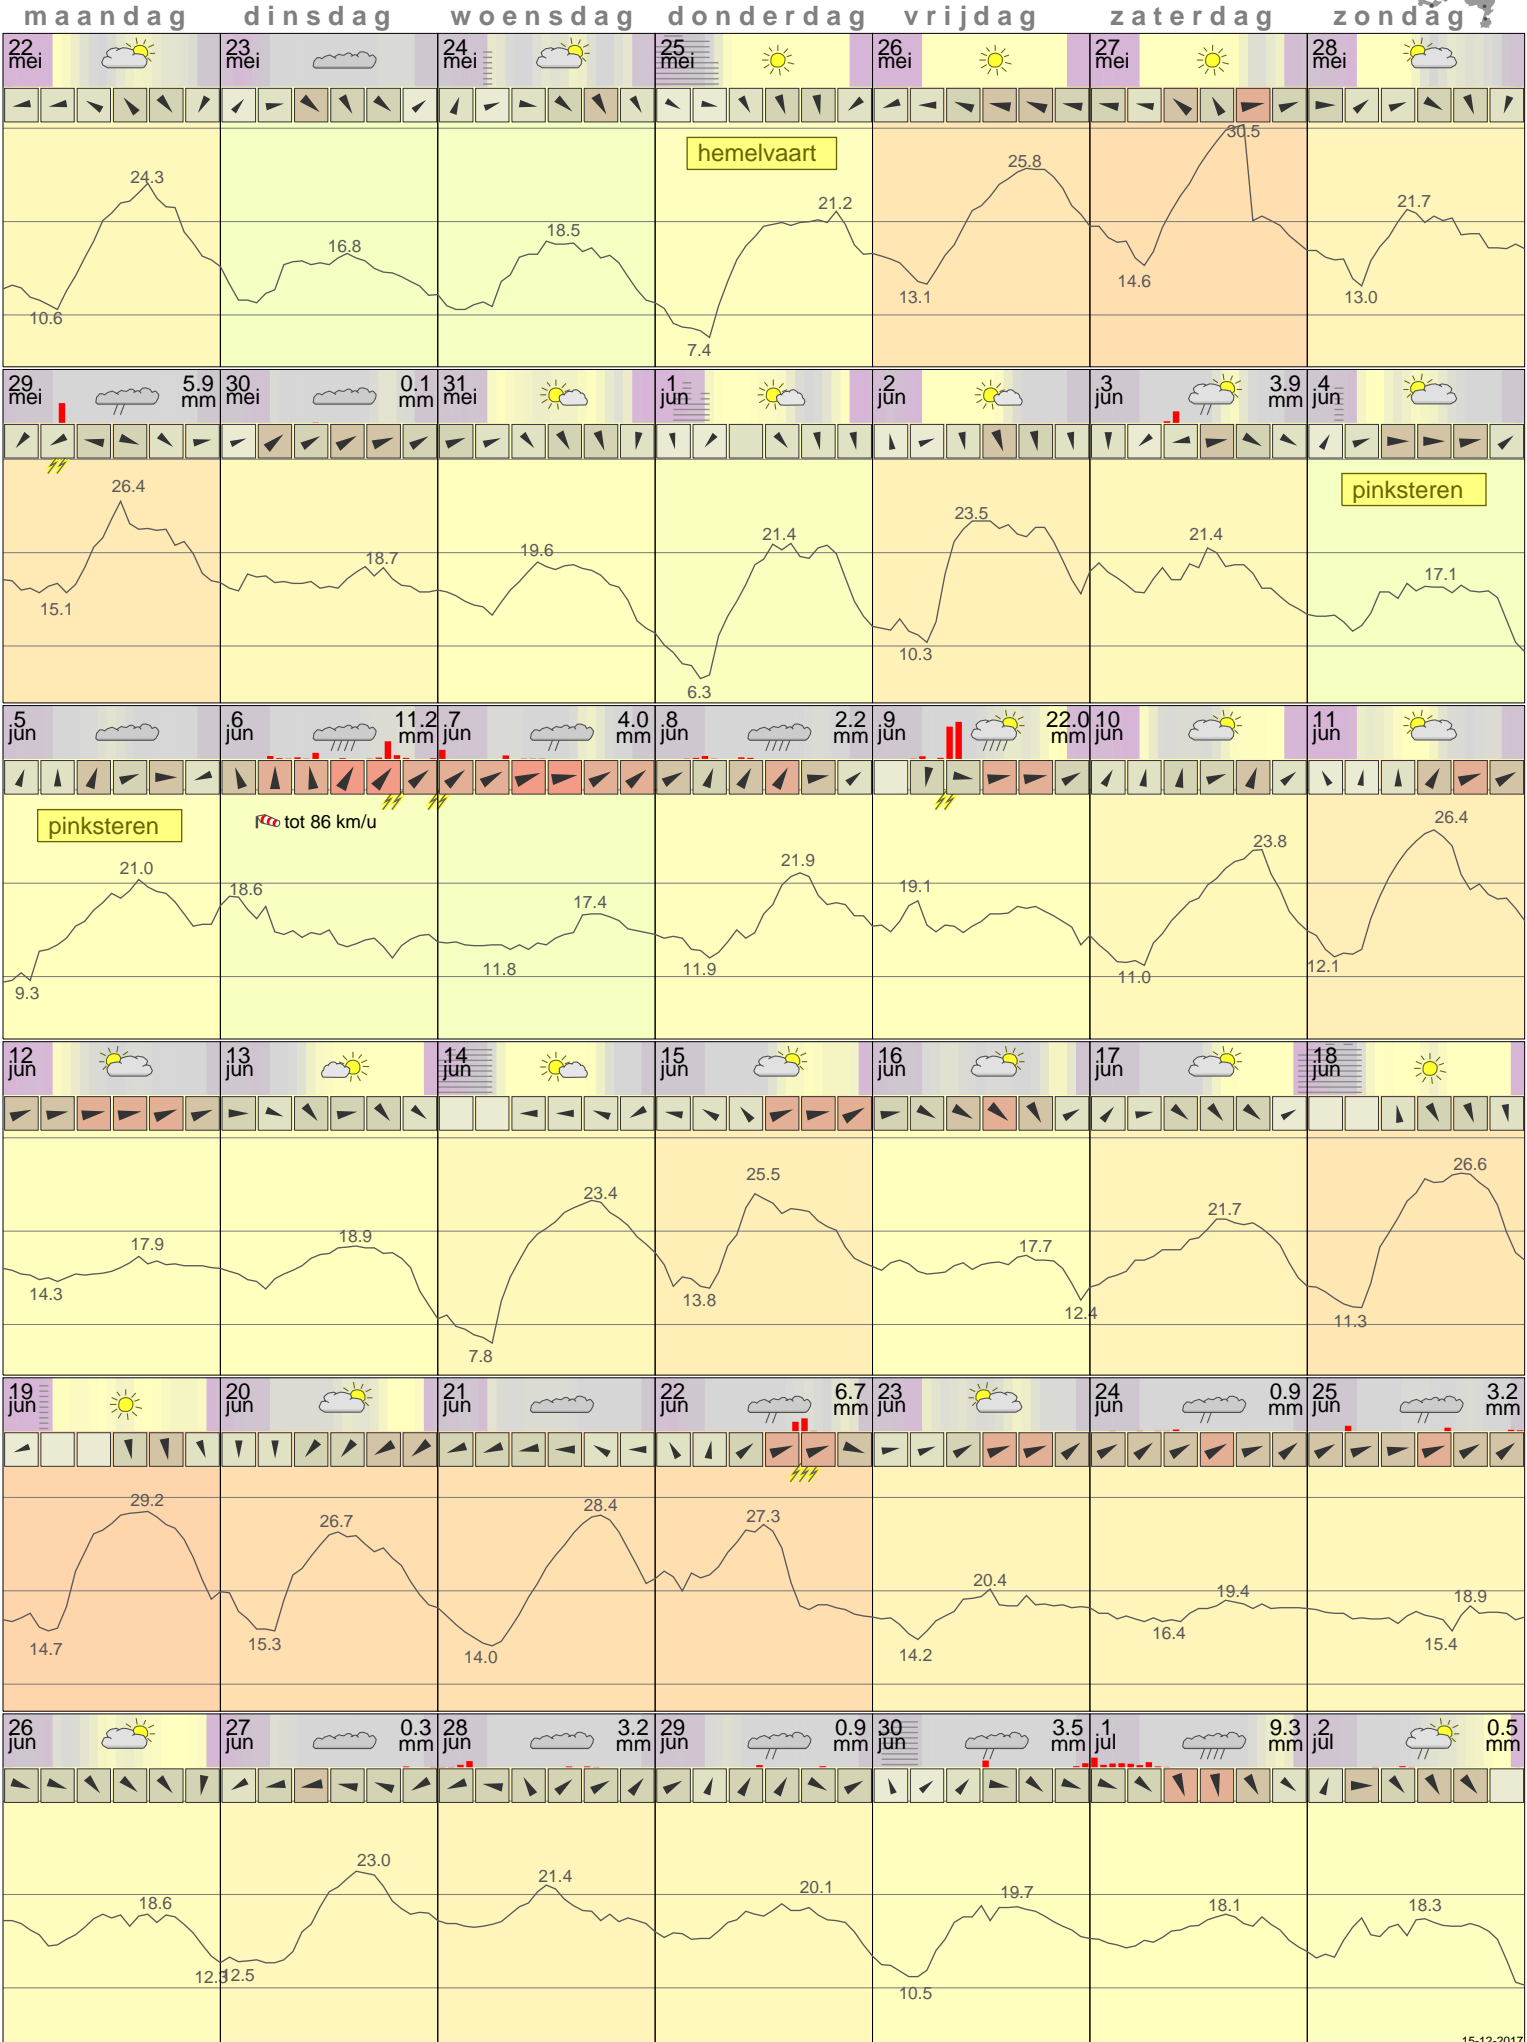 maandag dinsdag woensdag donderdag vrijdag zaterdag zondag
22 mei 23 mei 24 mei 25 mei 26 mei 27 mei 28 mei
hemelvaart
24.3 10.6 16.8 18.5 21.2 7.4 25.8 13.1 30.5 14.6 21.7 13.0
29 mei 5.9 mm 30 mei 0.1 mm 31 mei .1 jun .2 jun .3 jun 3.9 mm .4 jun
pinksteren
26.4 15.1 18.7 19.6 21.4 6.3 23.5 10.3 21.4 17.1
.5 jun .6 jun 11.2 mm .7 jun 4.0 mm .8 jun 2.2 mm .9 jun 22.0 mm 10 jun 11 jun
pinksteren tot 86 km/u
21.0 9.3 18.6 17.4 11.8 21.9 11.9 19.1 23.8 11.0 26.4 12.1
12 jun 13 jun 14 jun 15 jun 16 jun 17 jun 18 jun
17.9 14.3 18.9 23.4 7.8 25.5 13.8 17.7 12.4 21.7 26.6 11.3
19 jun 20 jun 21 jun 22 jun 6.7 mm 23 jun 24 jun 0.9 mm 25 jun 3.2 mm
29.2 14.7 26.7 15.3 28.4 14.0 27.3 20.4 14.2 19.4 16.4 18.9 15.4
26 jun 27 jun 0.3 mm 28 jun 3.2 mm 29 jun 0.9 mm 30 jun 3.5 mm .1 jul 9.3 mm .2 jul 0.5 mm
18.6 12.3 23.0 12.5 21.4 20.1 19.7 10.5 18.1 18.3
15-12-2017